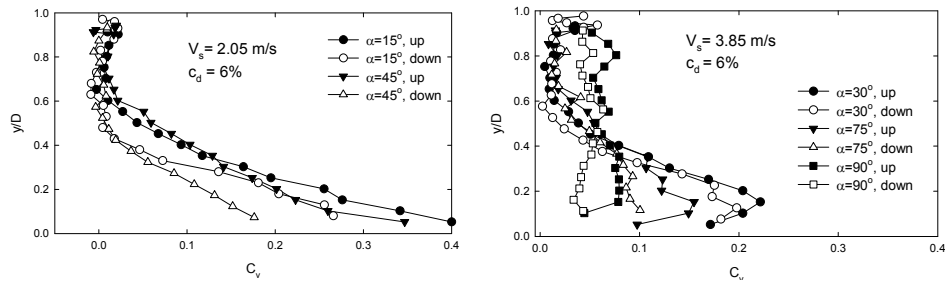 1.0
0.8
0.6
0.4
0.2
0.0
y/D
0.0 0.1 0.2 0.3 0.4
C_v
V_s= 2.05 m/s
c_d = 6%
α=15°, up
α=15°, down
α=45°, up
α=45°, down
1.0
0.8
0.6
0.4
0.2
0.0
y/D
0.0 0.1 0.2 0.3 0.4
C_v
V_s = 3.85 m/s
c_d = 6%
α=30°, up
α=30°, down
α=75°, up
α=75°, down
α=90°, up
α=90°, down